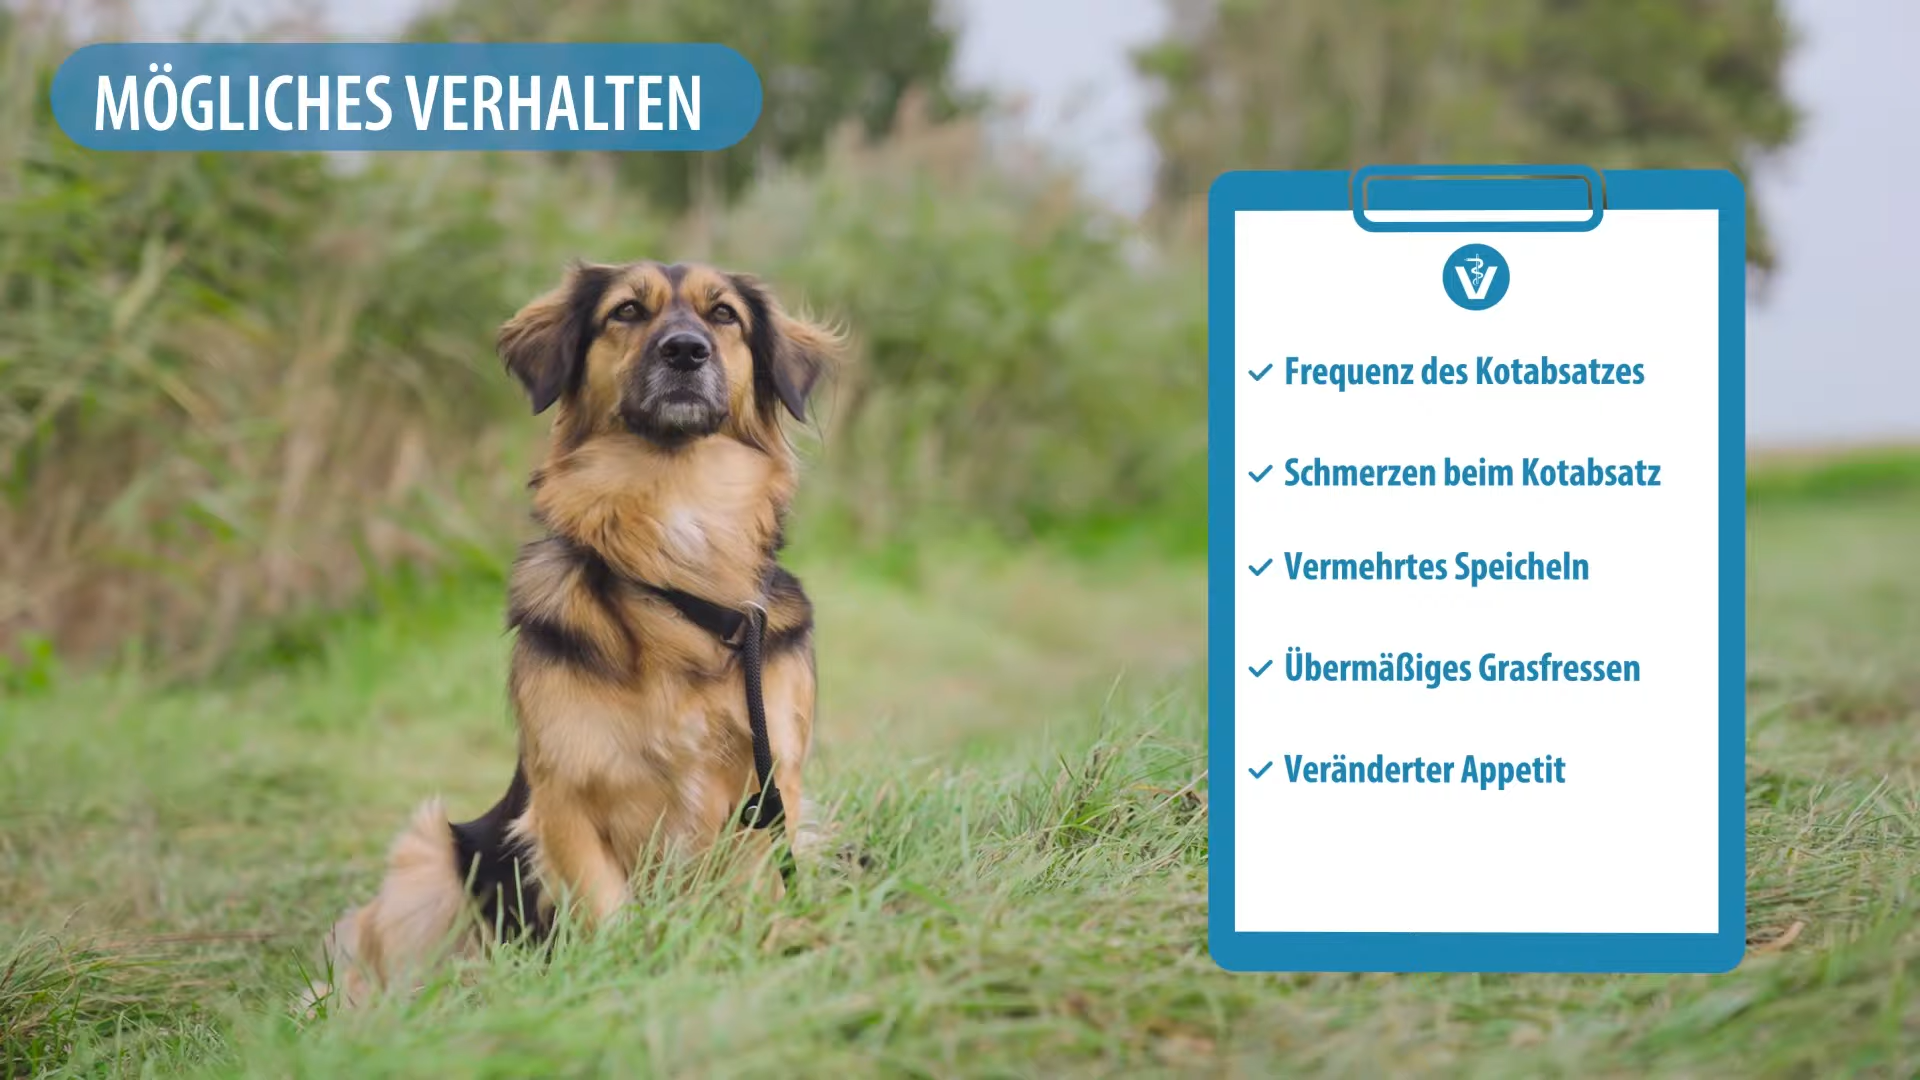 MÖGLICHES VERHALTEN
V
Frequenz des Kotabsatzes
Schmerzen beim Kotabsatz
Vermehrtes Speicheln
Übermäßiges Grasfressen
Veränderter Appetit